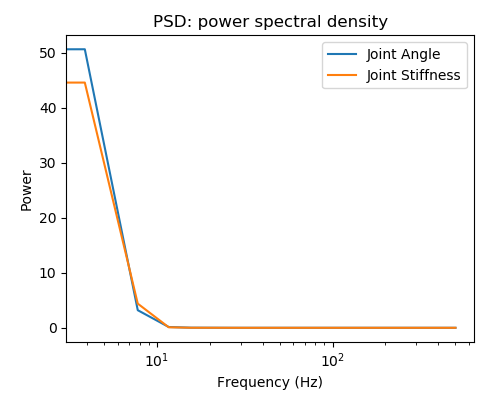 PSD: power spectral density
Joint Angle
Joint Stiffness
Power
50
40
30
20
10
0
10¹
10²
Frequency (Hz)